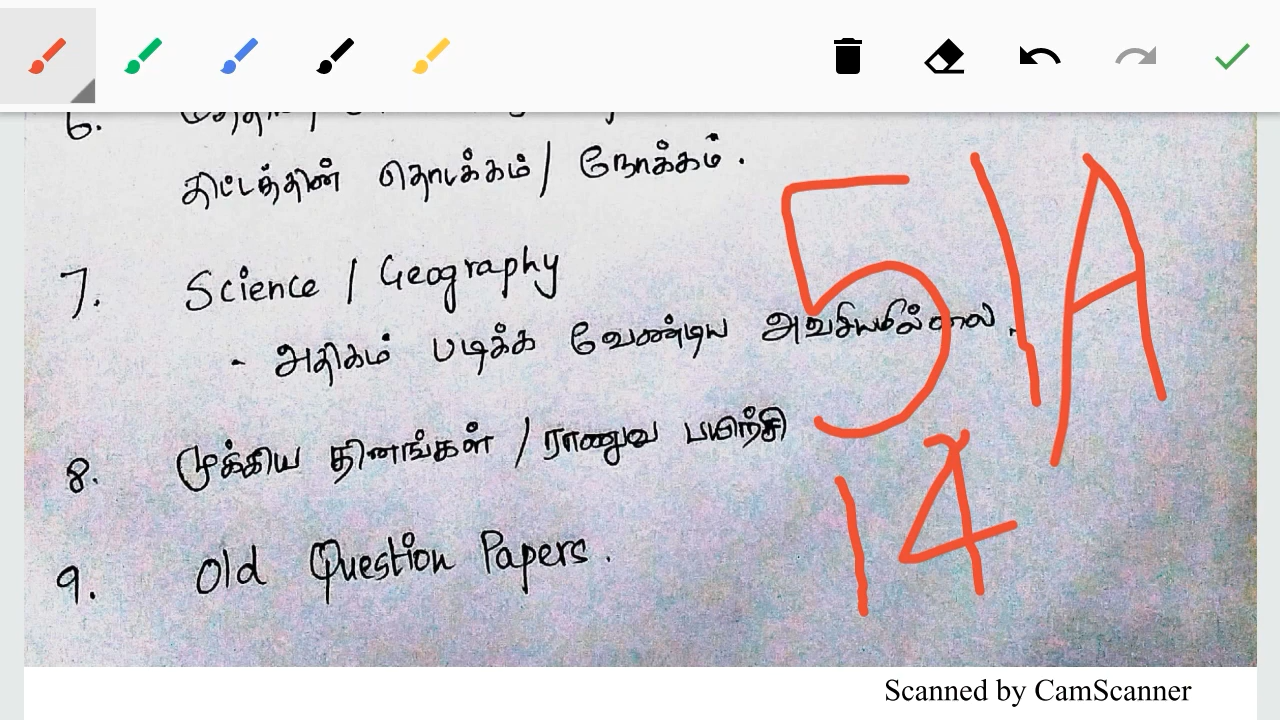 6.
திட்டத்தின் தொடக்கம் / நோக்கம்.
7. Science / Geography
- அதிகம் படிக்க வேண்டிய அவசியமில்லை.
8. முக்கிய தினங்கள் / ராணுவ பயிற்சி
9. Old Question Papers.
51A
14
Scanned by CamScanner